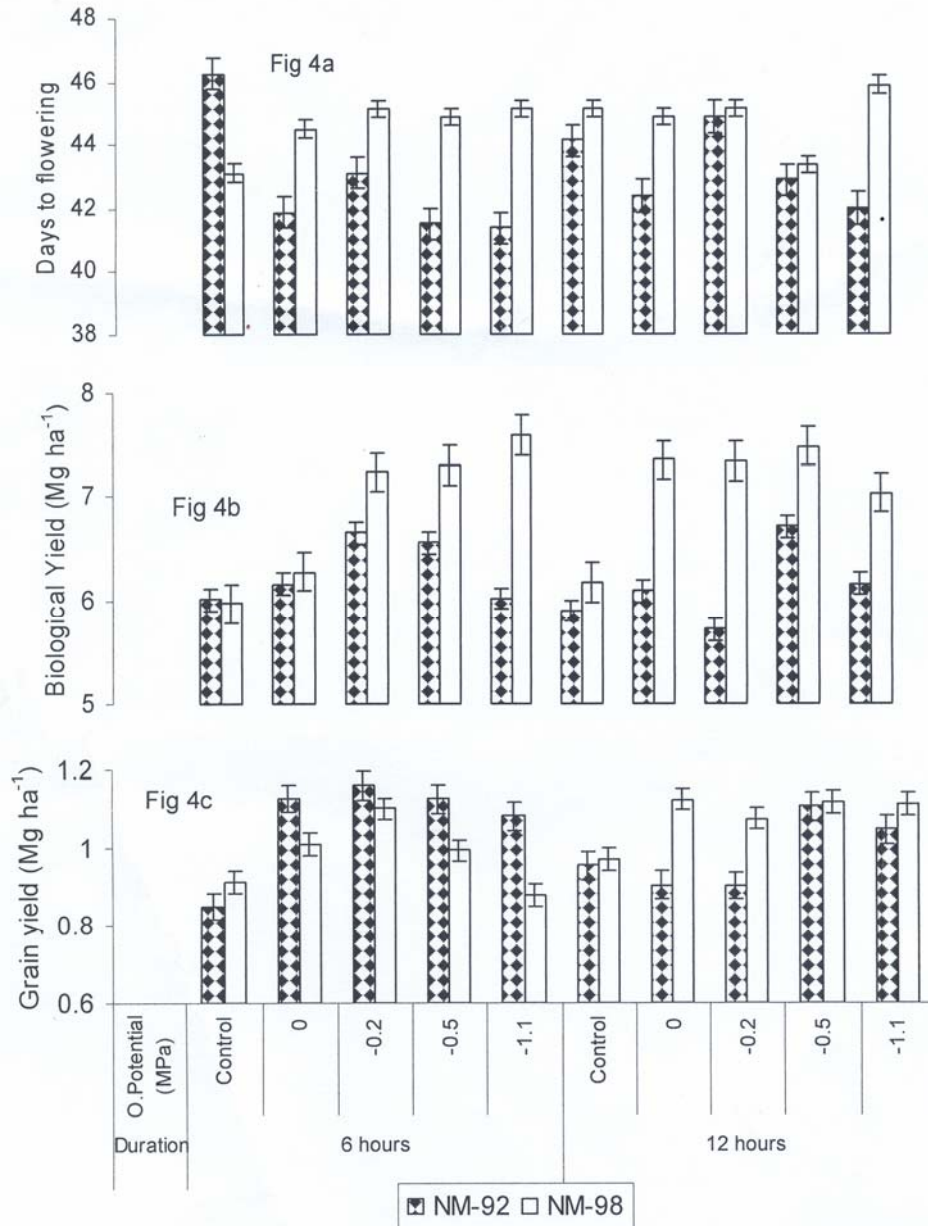 48
46
44
42
40
38
Days to flowering
Fig 4a
8
7
6
5
Biological Yield (Mg ha⁻¹)
Fig 4b
1.2
1
0.8
0.6
Grain yield (Mg ha⁻¹)
Fig 4c
O.Potential (MPa)
Control
0
-0.2
-0.5
-1.1
Control
0
-0.2
-0.5
-1.1
Duration
6 hours
12 hours
NM-92
NM-98